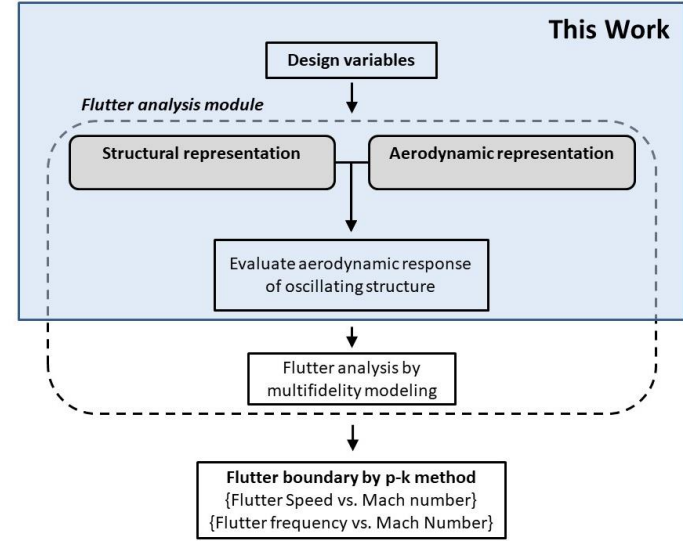 This Work
Design variables
Flutter analysis module
Structural representation
Aerodynamic representation
Evaluate aerodynamic response
of oscillating structure
Flutter analysis by
multifidelity modeling
Flutter boundary by p-k method
{Flutter Speed vs. Mach number}
{Flutter frequency vs. Mach Number}